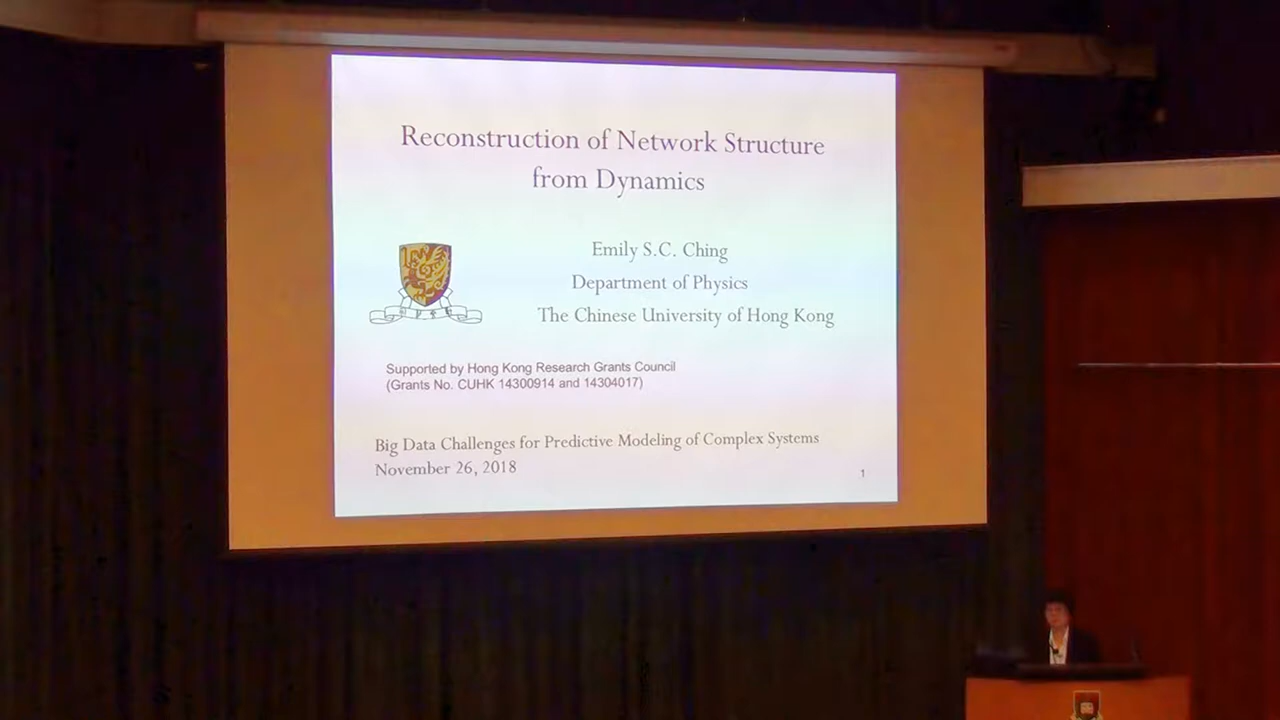 Reconstruction of Network Structure
from Dynamics
Emily S.C. Ching
Department of Physics
The Chinese University of Hong Kong
Supported by Hong Kong Research Grants Council
(Grants No. CUHK 14300914 and 14304017)
Big Data Challenges for Predictive Modeling of Complex Systems
November 26, 2018
1